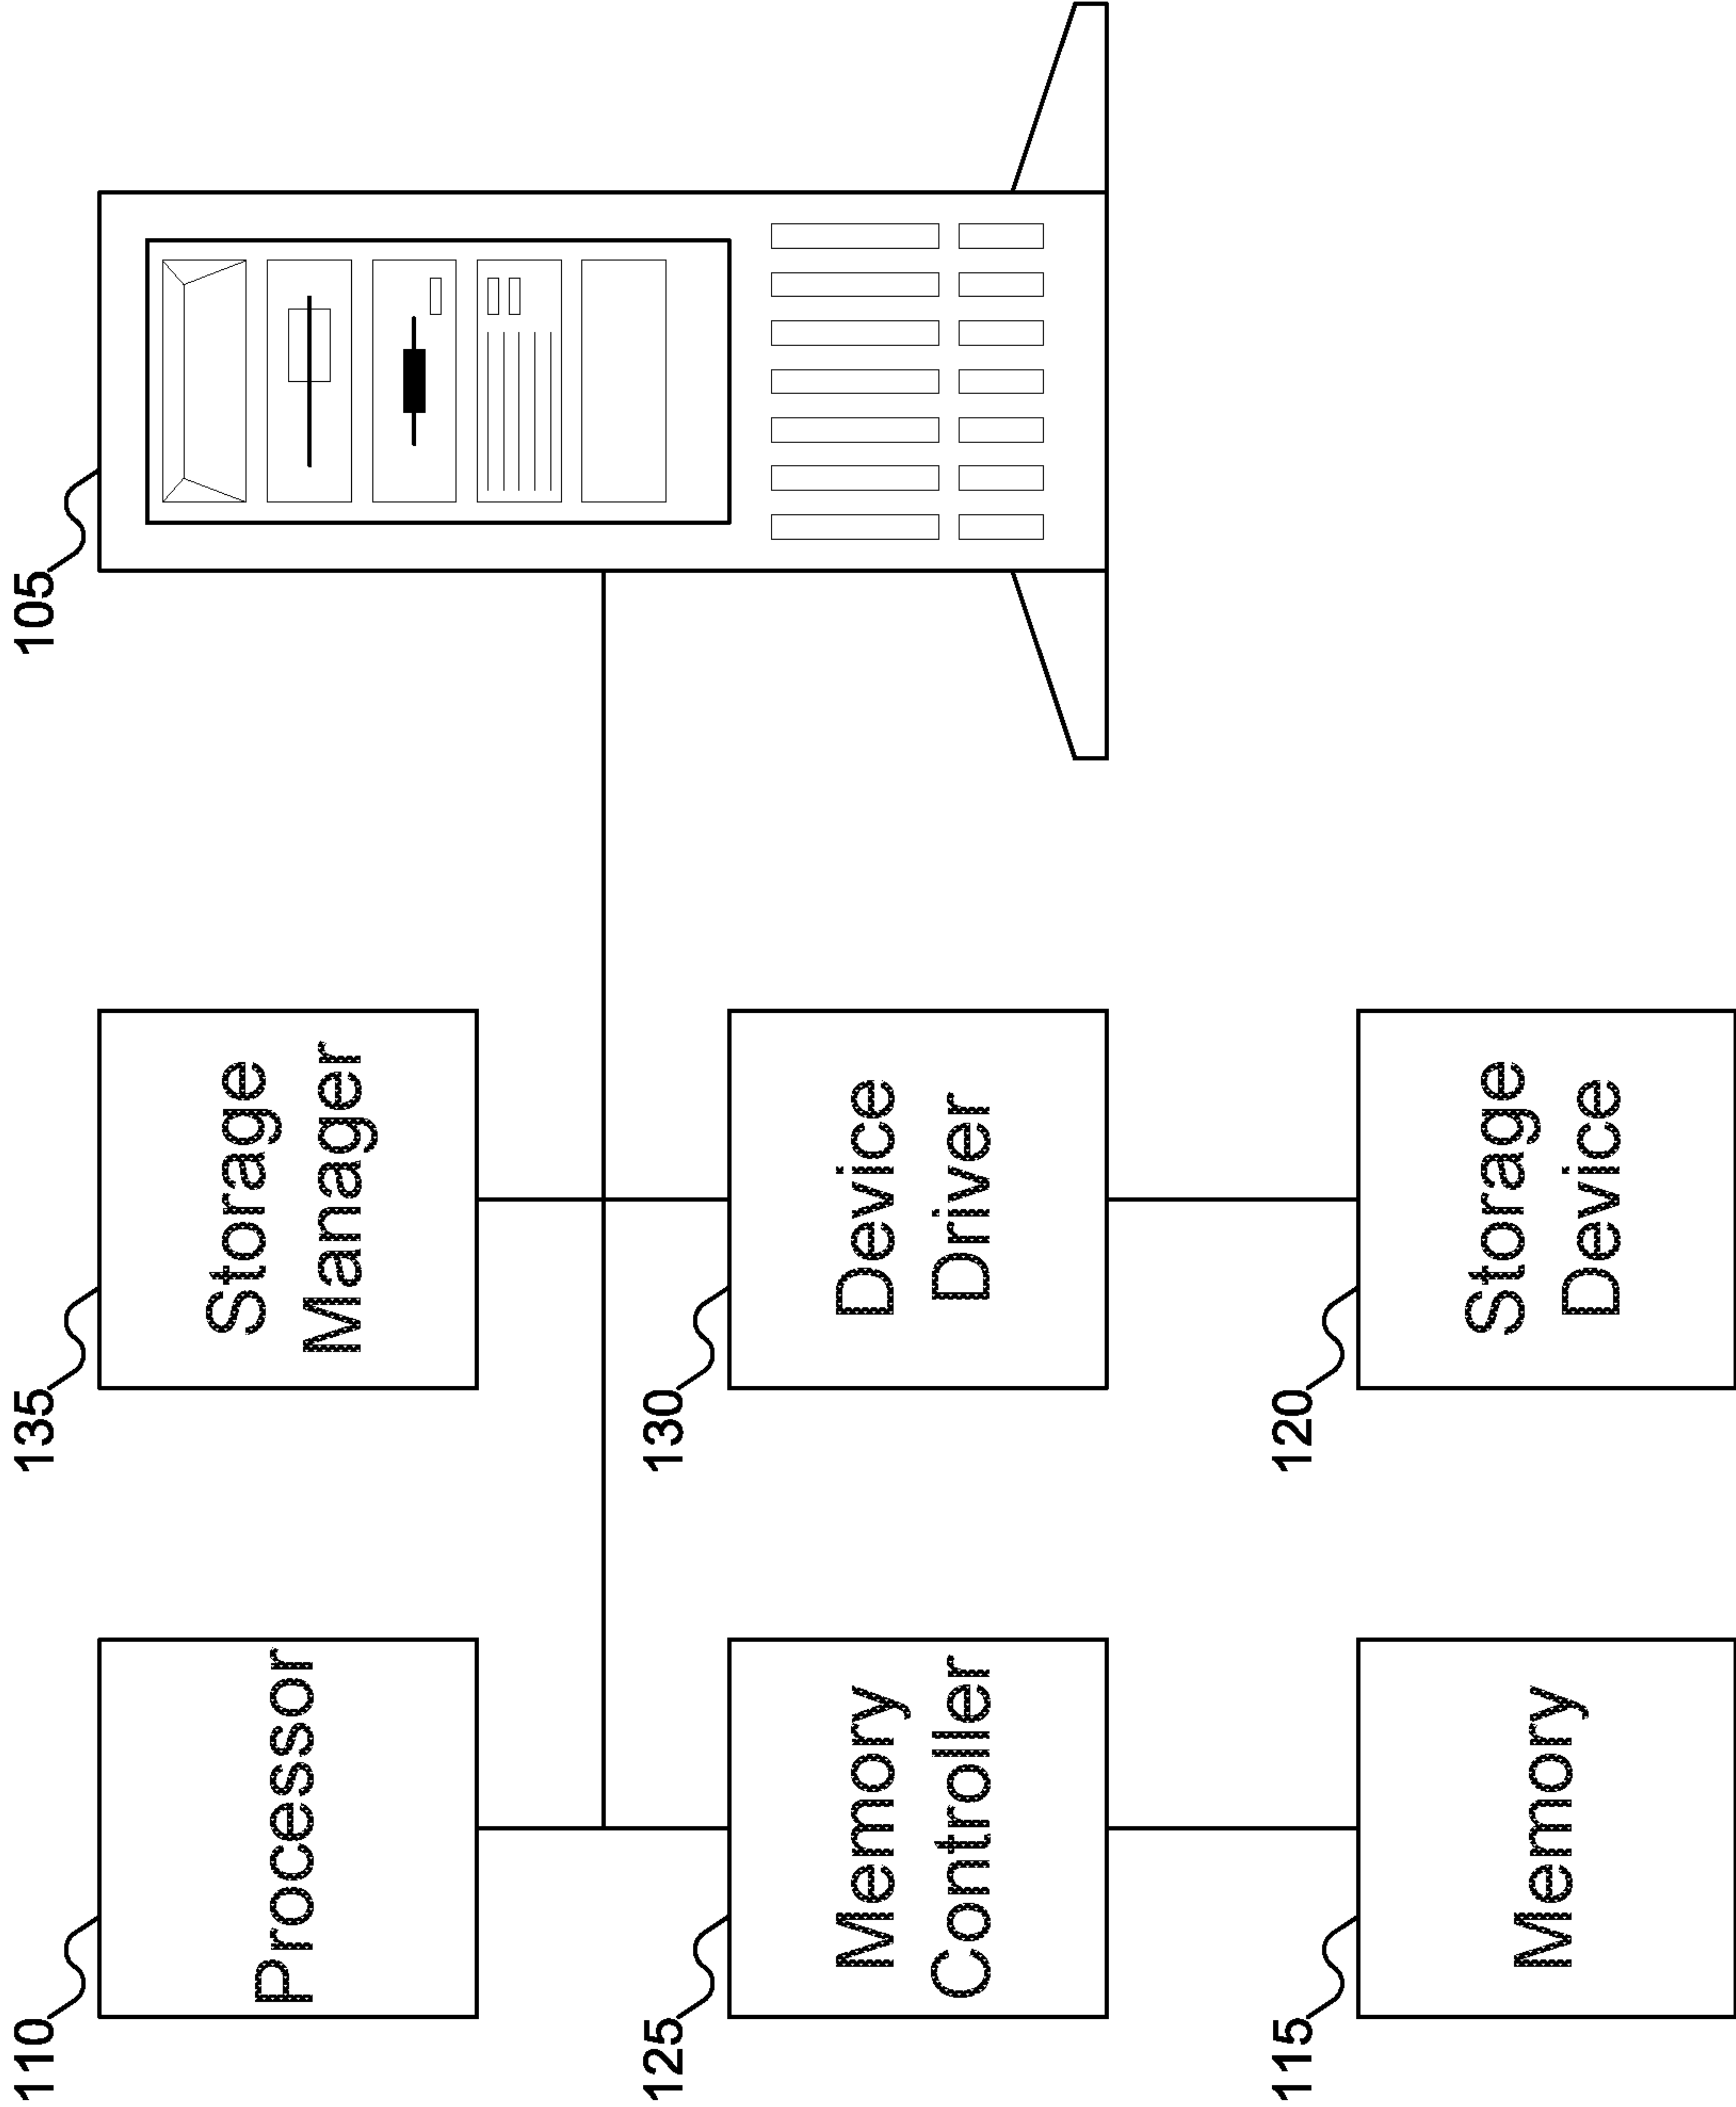 110
Processor
135
Storage
Manager
105
125
Memory
Controller
130
Device
Driver
115
Memory
120
Storage
Device